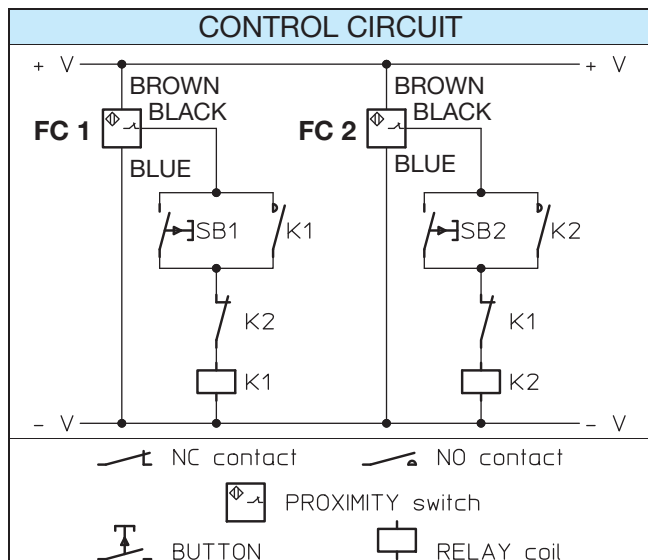 CONTROL CIRCUIT
+ V + V
BROWN BROWN
BLACK BLACK
FC 1 FC 2
BLUE BLUE
SB1 K1 SB2 K2
K2 K1
K1 K2
– V – V
NC contact NO contact
PROXIMITY switch
BUTTON RELAY coil